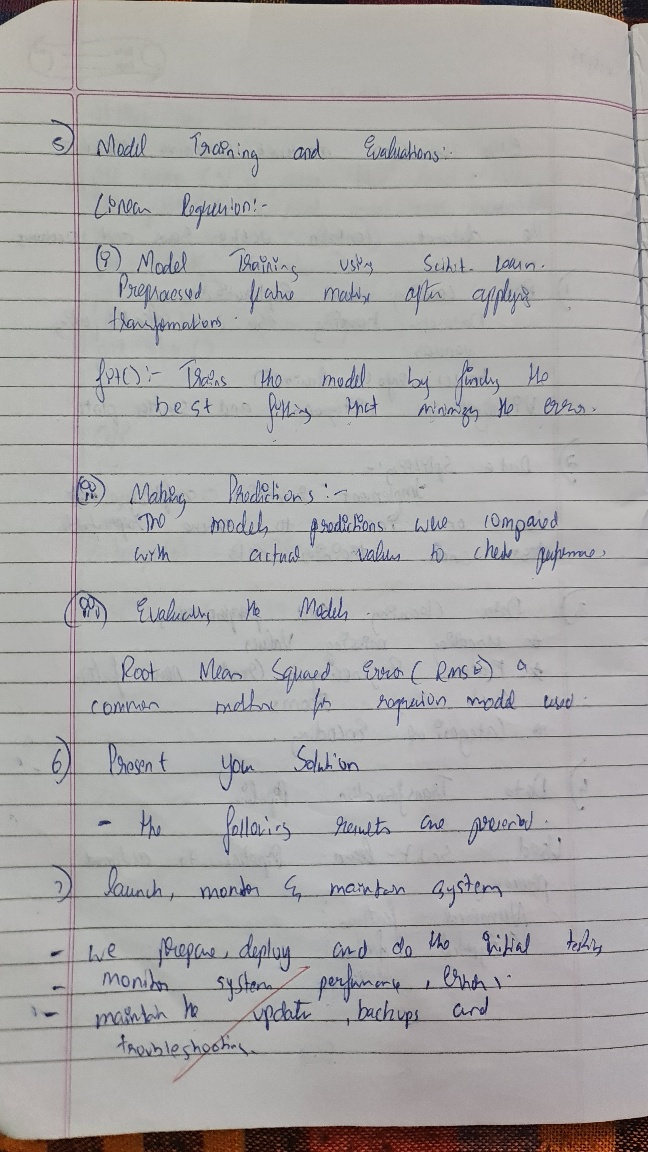 5) Model Training and Evaluations:-
Linear Regression:-
(i) Model Training using Scikit-Learn.
Preprocessed feature matrix after applying
transformations.
fit():- Trains the model by finding the
best fitting that minimizes the error.
(ii) Making Predictions:-
The models predictions were compared
with actual values to check performance.
(iii) Evaluating the Models.
Root Mean Squared Error (RMSE) a
common metric for regression model used.
6) Present your Solution
- the following results are presented.
7) launch, monitor & maintain system
- we prepare, deploy and do the initial testing
- monitor system performance, errors.
- maintain the update, backups and
troubleshooting.